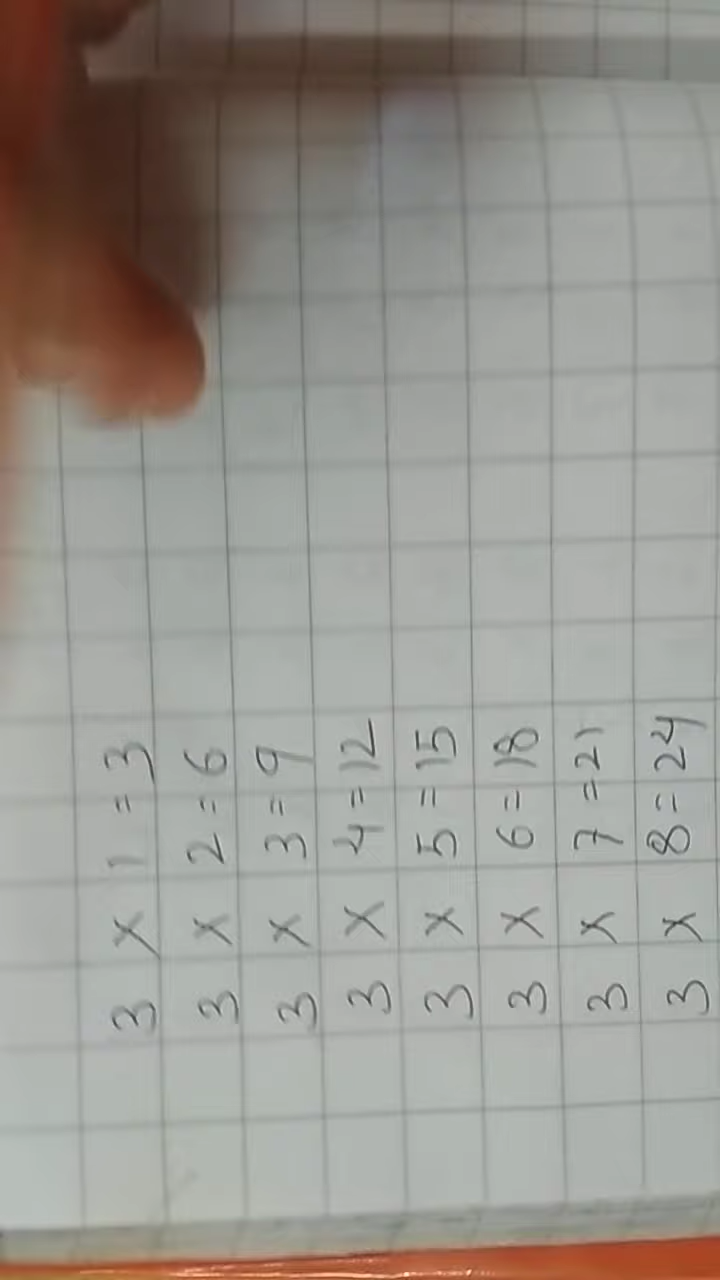 3 x 1 = 3
3 x 2 = 6
3 x 3 = 9
3 x 4 = 12
3 x 5 = 15
3 x 6 = 18
3 x 7 = 21
3 x 8 = 24